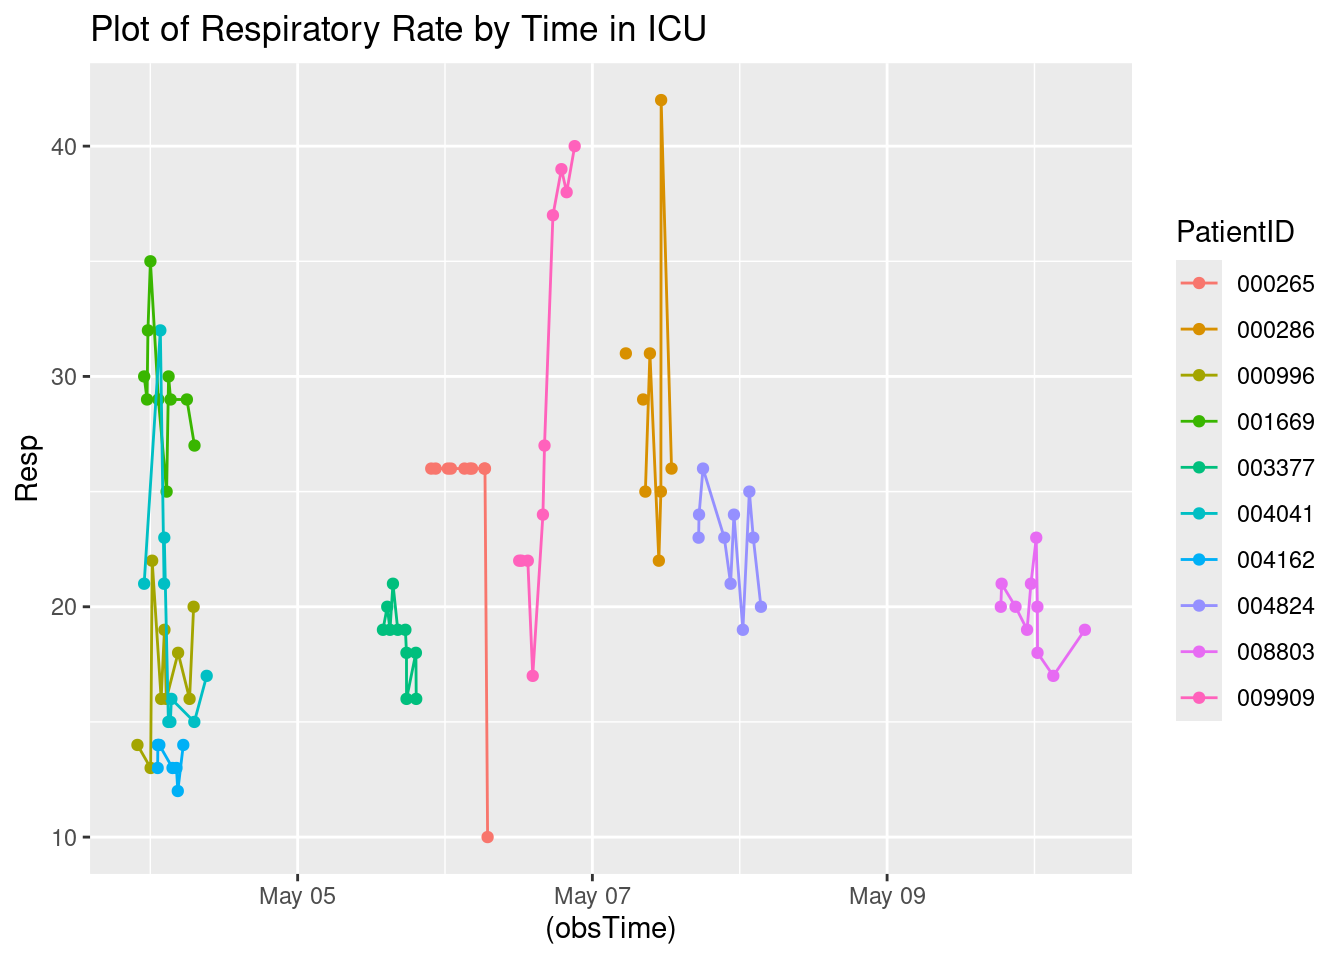 Plot of Respiratory Rate by Time in ICU
Resp
40
30
20
10
May 05
May 07
May 09
(obsTime)
PatientID
000265
000286
000996
001669
003377
004041
004162
004824
008803
009909